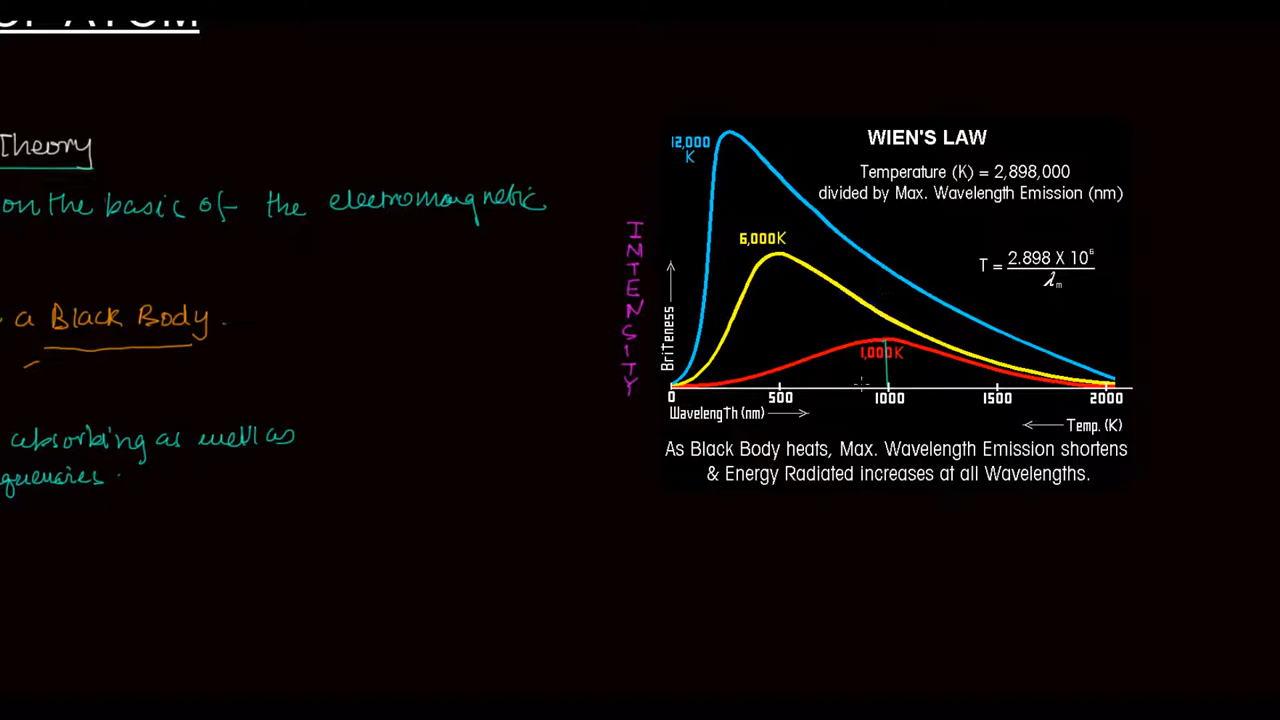 OF ATOM
Theory
on the basic of the electromagnetic
a Black Body.
absorbing as well as
quencies.
INTENSITY
WIEN'S LAW
Temperature (K) = 2,898,000
divided by Max. Wavelength Emission (nm)
T = 2.898 X 10⁶
λm
12,000
K
6,000K
1,000K
Briteness
0 500 1000 1500 2000
Wavelength (nm)
Temp. (K)
As Black Body heats, Max. Wavelength Emission shortens
& Energy Radiated increases at all Wavelengths.